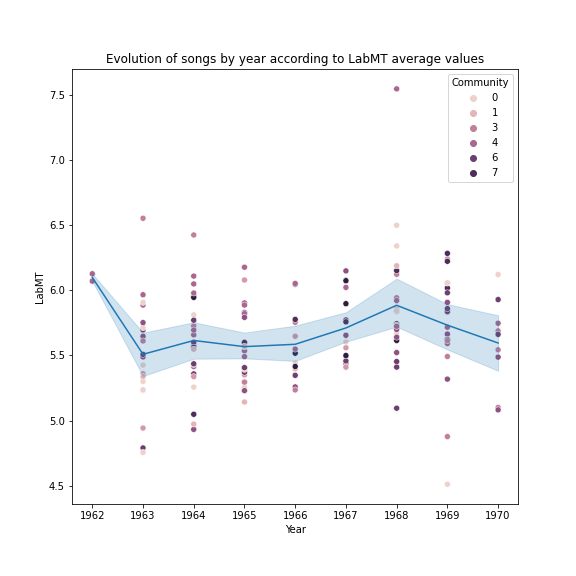 Evolution of songs by year according to LabMT average values
Community
0
1
3
4
6
7
7.5
7.0
6.5
6.0
5.5
5.0
4.5
LabMT
1962 1963 1964 1965 1966 1967 1968 1969 1970
Year